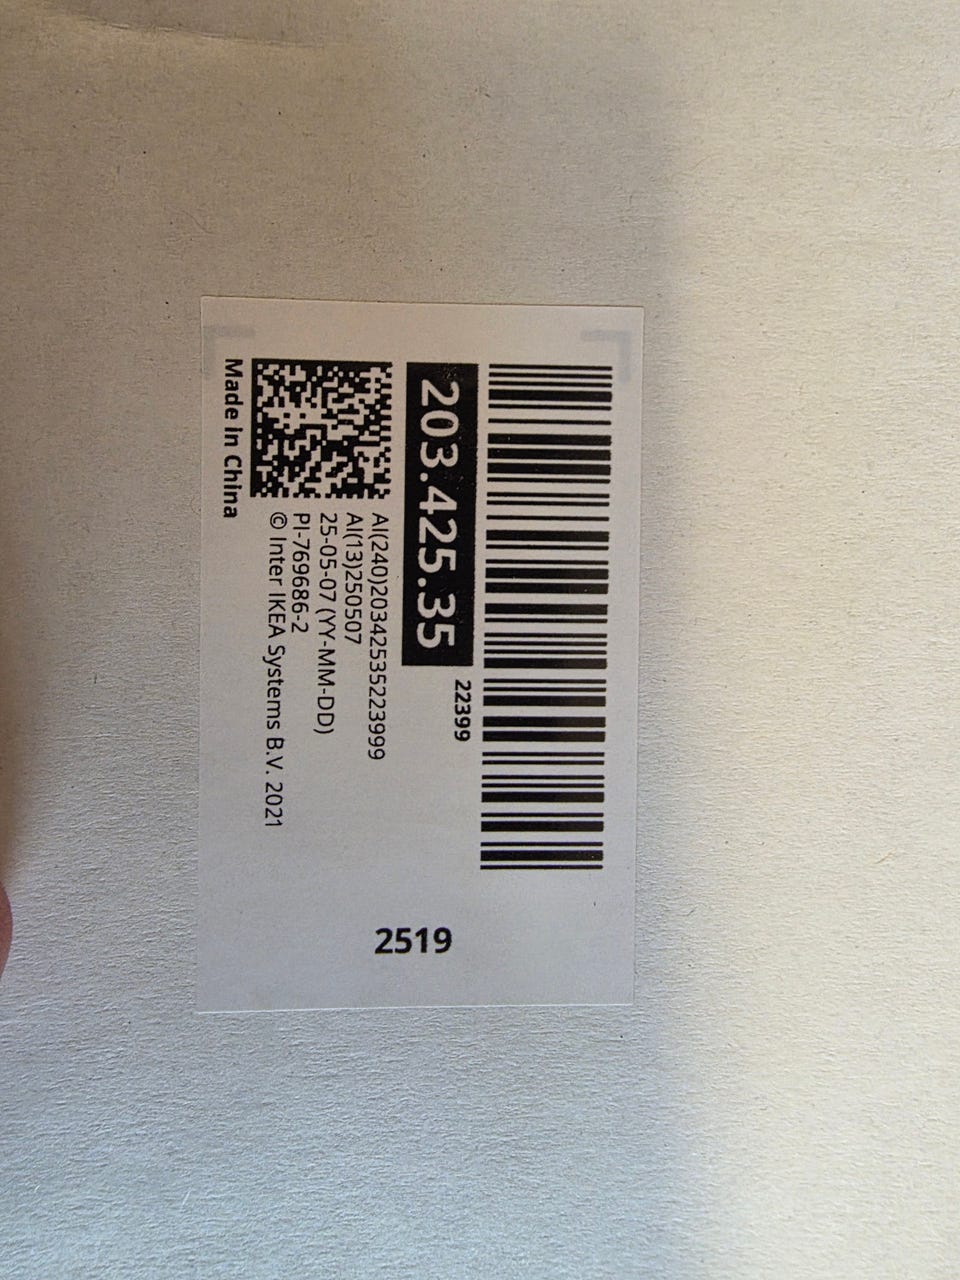 203.425.35
22399
AI(240)20342535223999
AI(13)250507
25-05-07 (YY-MM-DD)
PI-769686-2
© Inter IKEA Systems B.V. 2021
Made in China
2519